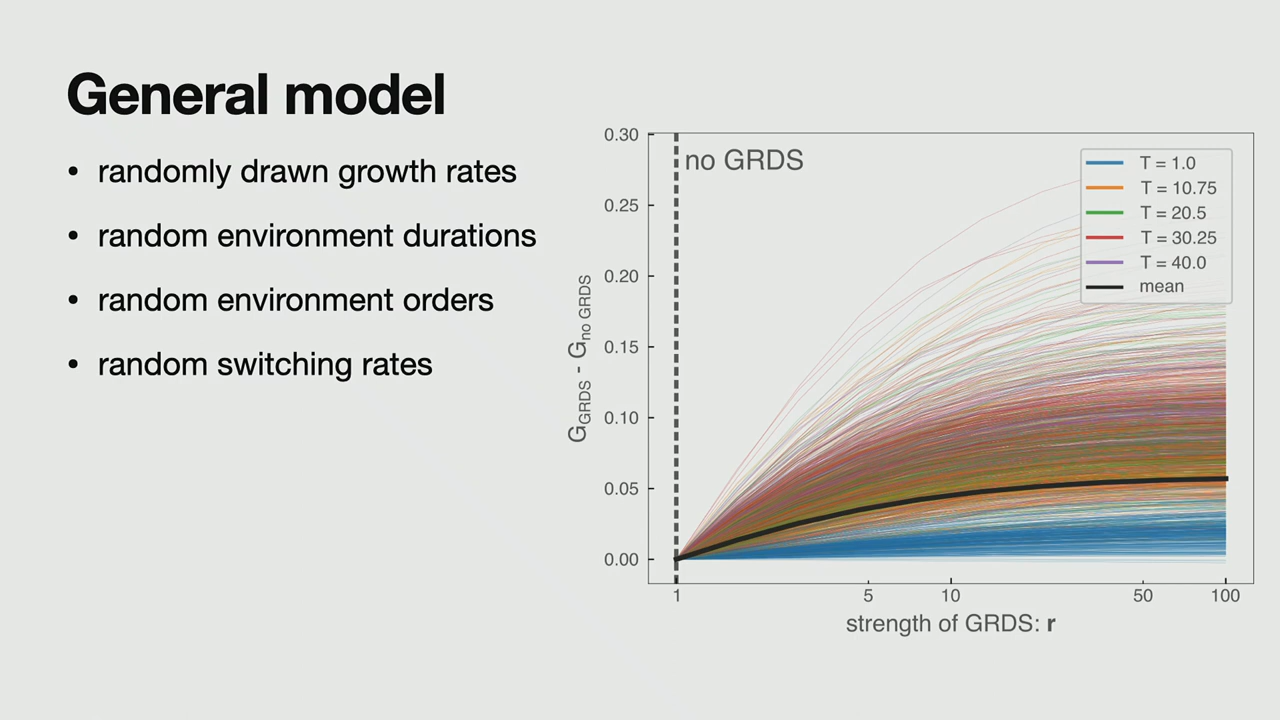 General model
• randomly drawn growth rates
• random environment durations
• random environment orders
• random switching rates
no GRDS
T = 1.0
T = 10.75
T = 20.5
T = 30.25
T = 40.0
mean
0.30
0.25
0.20
0.15
0.10
0.05
0.00
G_GRDS - G_no GRDS
1 5 10 50 100
strength of GRDS: r